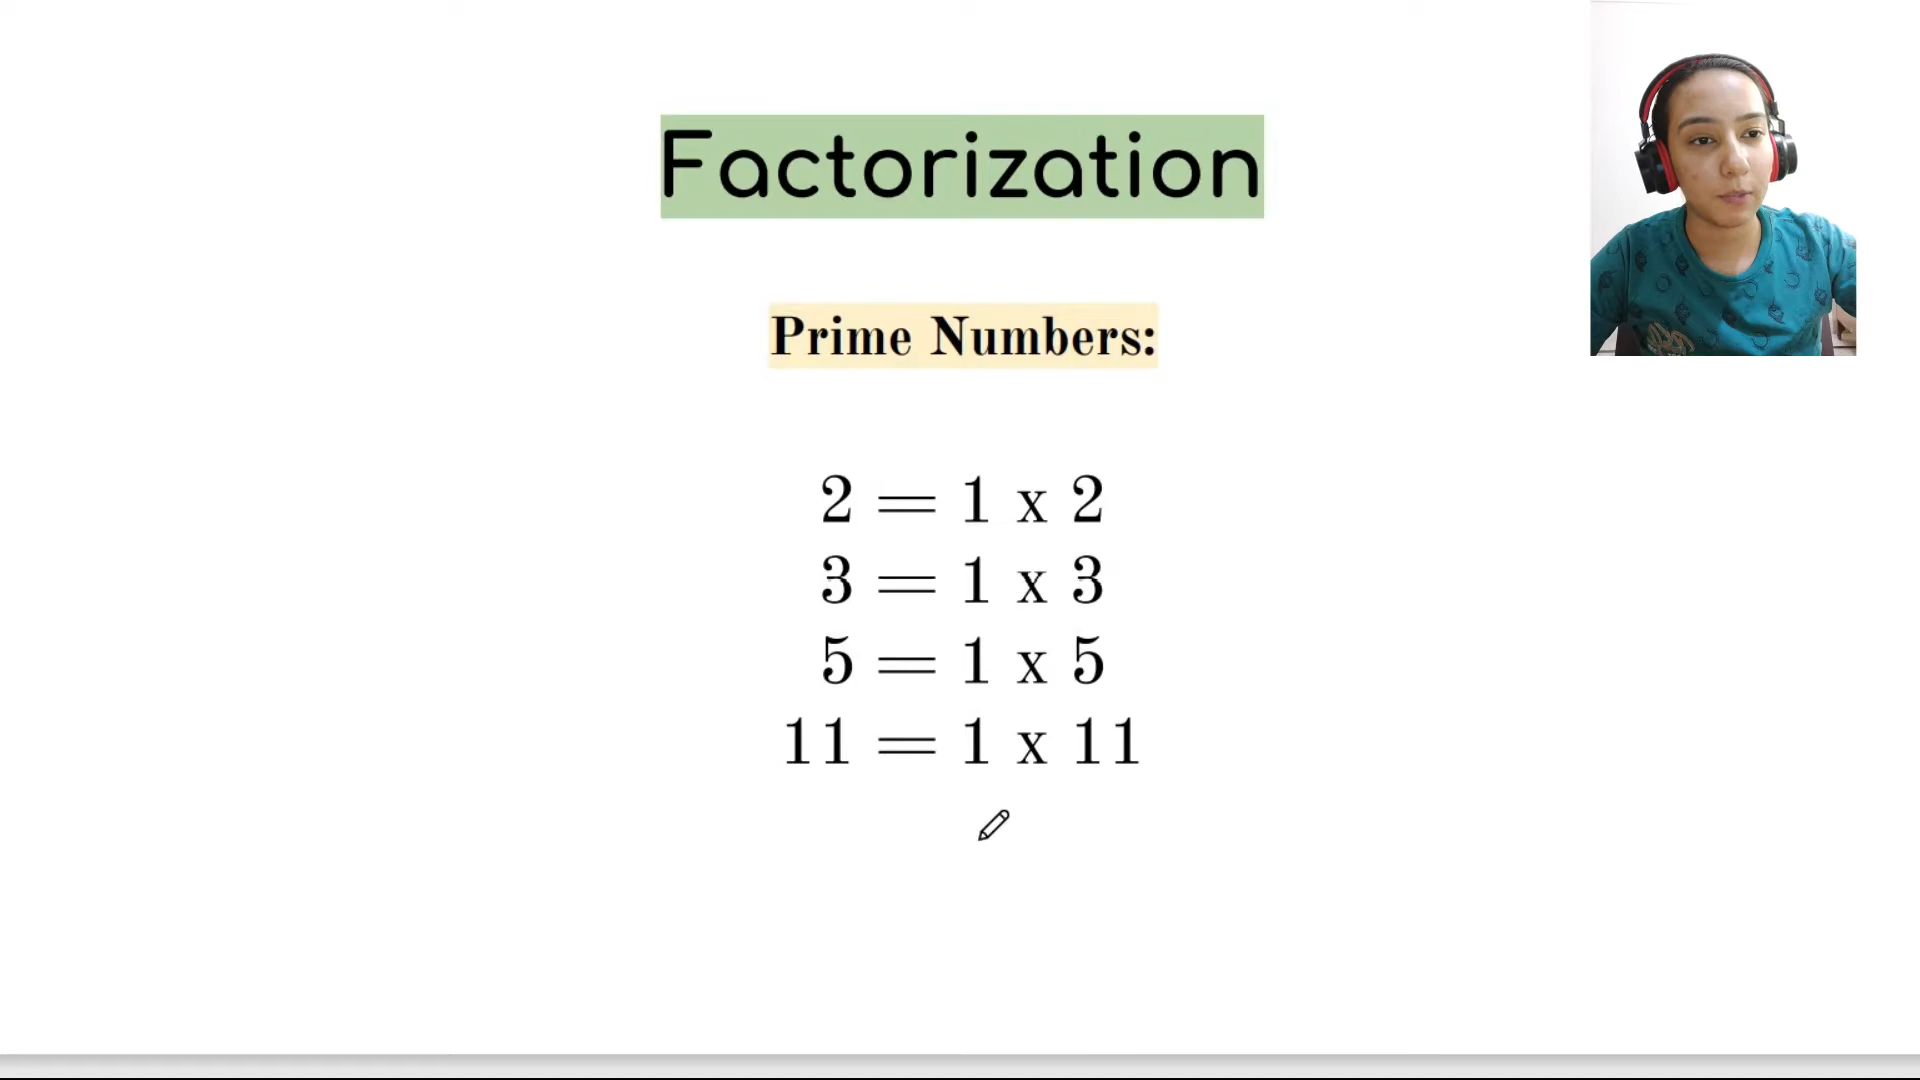 Factorization
Prime Numbers:
2 = 1 x 2
3 = 1 x 3
5 = 1 x 5
11 = 1 x 11